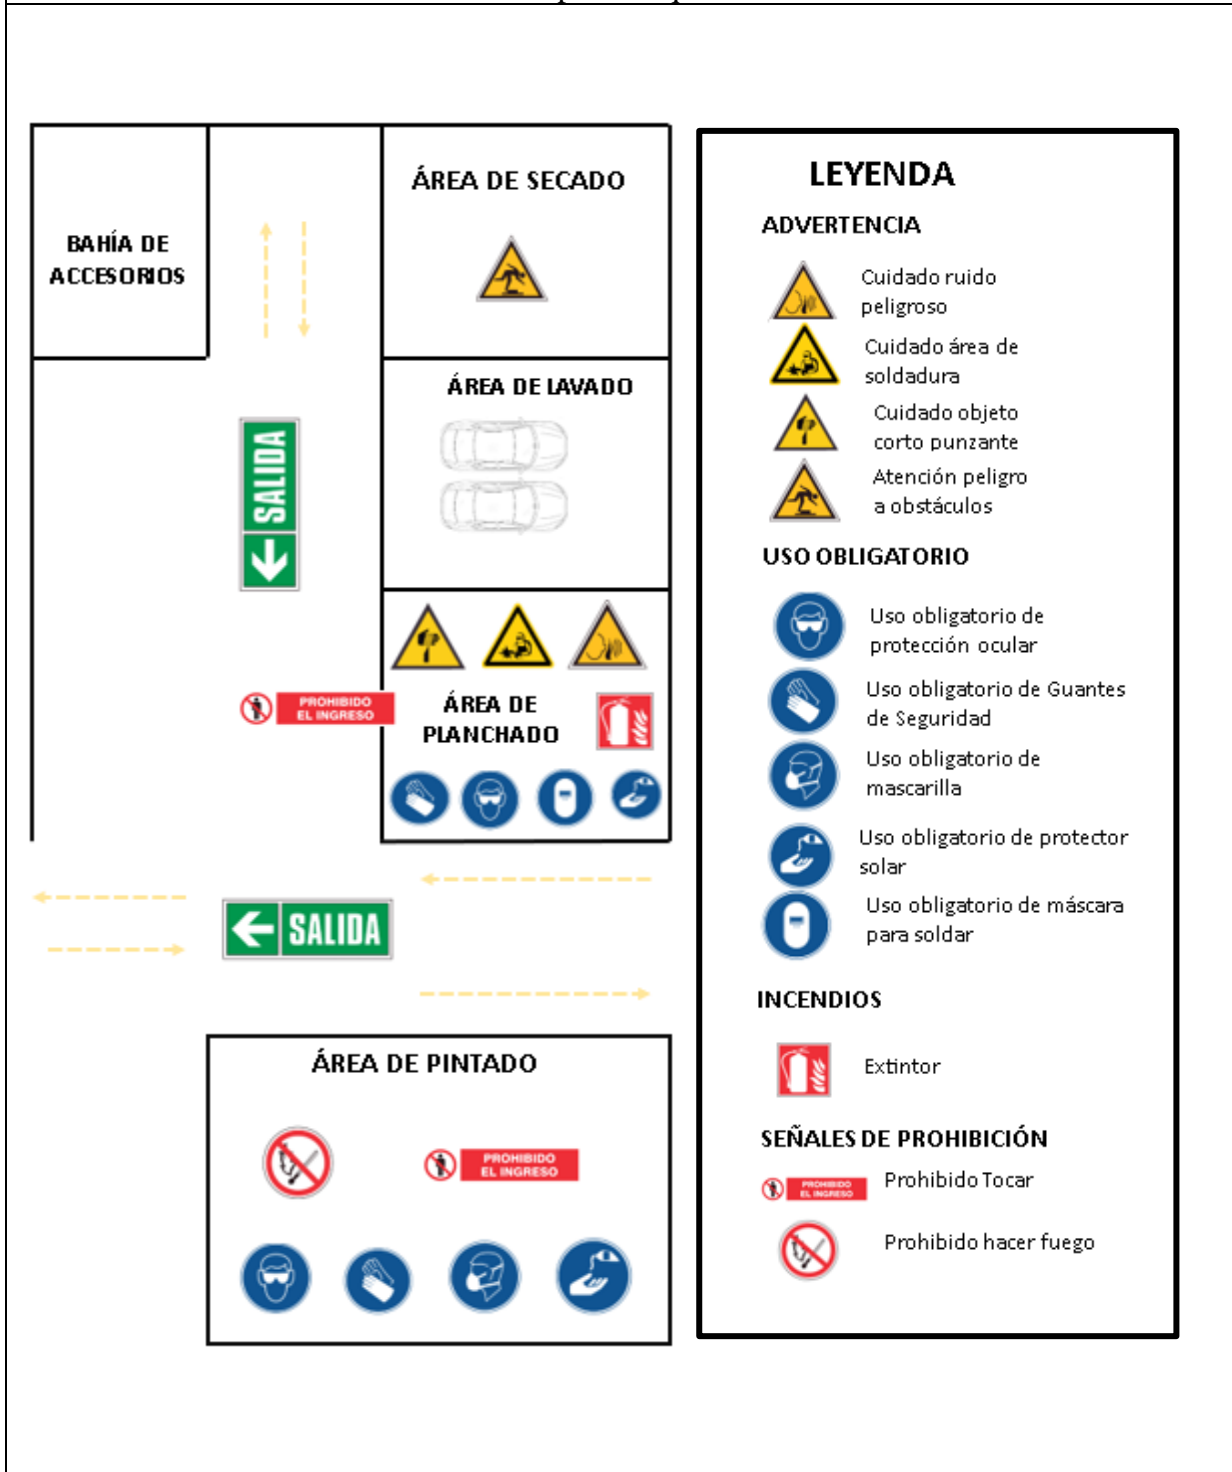 ÁREA DE SECADO
BAHÍA DE
ACCESORIOS
ÁREA DE LAVADO
SALIDA
PROHIBIDO
EL INGRESO
ÁREA DE
PLANCHADO
SALIDA
ÁREA DE PINTADO
PROHIBIDO
EL INGRESO
LEYENDA
ADVERTENCIA
Cuidado ruido
peligroso
Cuidado área de
soldadura
Cuidado objeto
corto punzante
Atención peligro
a obstáculos
USO OBLIGATORIO
Uso obligatorio de
protección ocular
Uso obligatorio de Guantes
de Seguridad
Uso obligatorio de
mascarilla
Uso obligatorio de protector
solar
Uso obligatorio de máscara
para soldar
INCENDIOS
Extintor
SEÑALES DE PROHIBICIÓN
PROHIBIDO
EL INGRESO
Prohibido Tocar
Prohibido hacer fuego